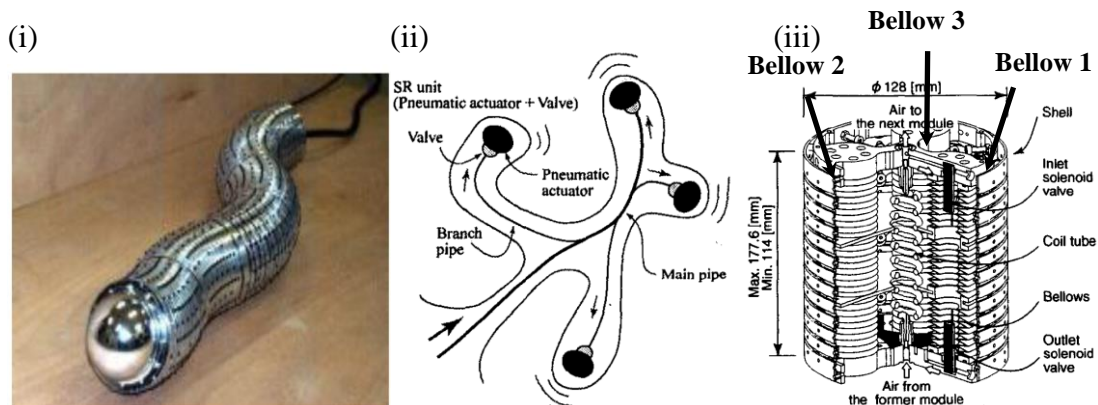 (i)
(ii)
SR unit
(Pneumatic actuator + Valve)
Valve
Pneumatic
actuator
Branch
pipe
Main pipe
(iii)
Bellow 3
Bellow 2
Bellow 1
ϕ 128 [mm]
Air to
the next module
Shell
Inlet
solenoid
valve
Max. 177.6 [mm]
Min. 114 [mm]
Coil tube
Bellows
Outlet
solenoid
valve
Air from
the former module